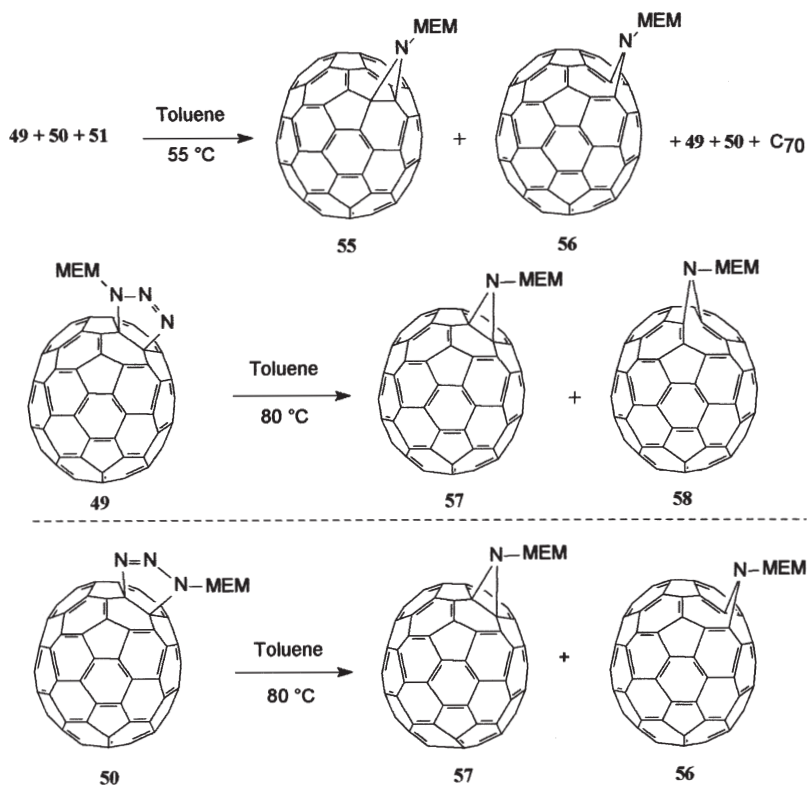 MEM
N
MEM
N
49 + 50 + 51
Toluene
55 °C
+
+ 49 + 50 + C70
55
56
MEM
N–N
N
N–MEM
N–MEM
Toluene
80 °C
+
49
57
58
N=N
N–MEM
N–MEM
N–MEM
Toluene
80 °C
+
50
57
56